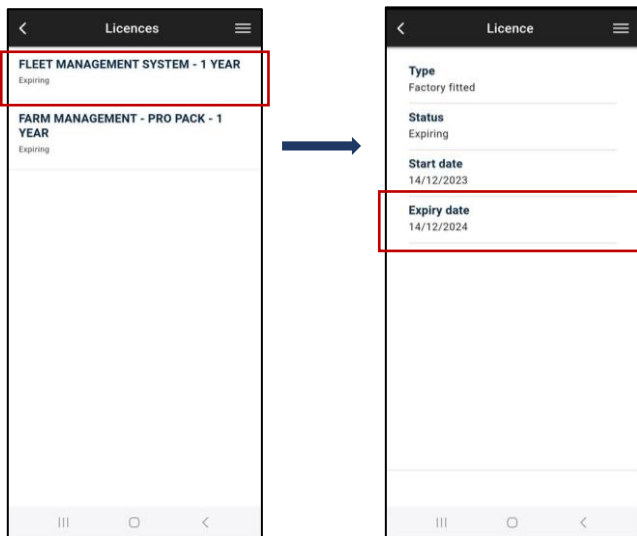 Licences
FLEET MANAGEMENT SYSTEM - 1 YEAR
Expiring
FARM MANAGEMENT - PRO PACK - 1
YEAR
Expiring
Licence
Type
Factory fitted
Status
Expiring
Start date
14/12/2023
Expiry date
14/12/2024